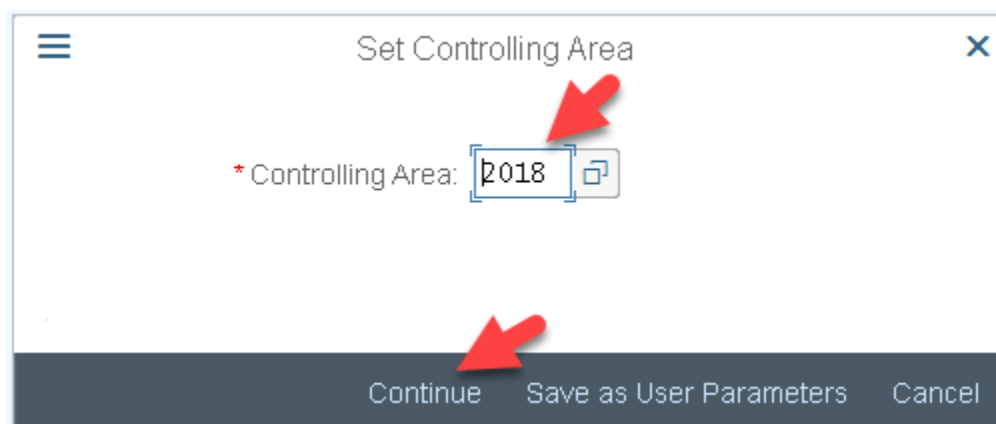 Set Controlling Area
* Controlling Area: 2018
Continue Save as User Parameters Cancel